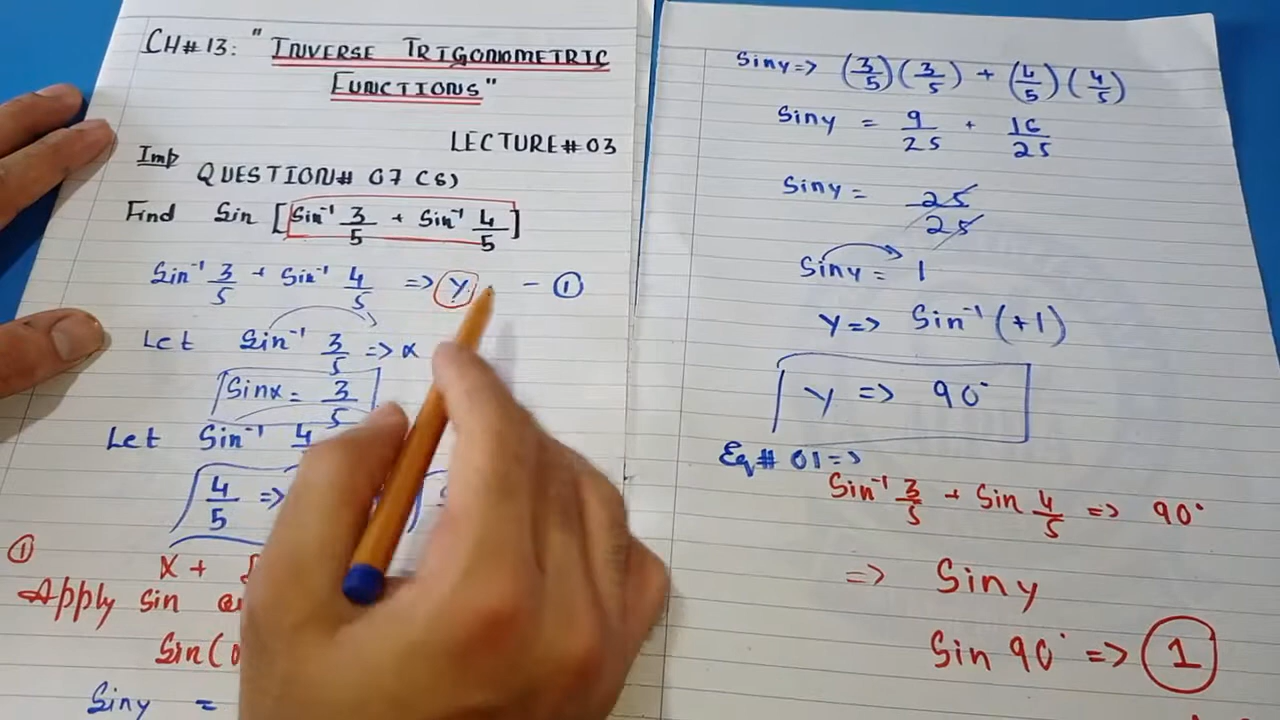 CH# 13: " INVERSE TRIGONOMETRIC
FUNCTIONS"
LECTURE# 03
Imp
QUESTION# 07 (8)
Find Sin [Sin⁻¹ 3/5 + Sin⁻¹ 4/5]
Sin⁻¹ 3/5 + Sin⁻¹ 4/5 => y - ①
Let Sin⁻¹ 3/5 => α
Sinα = 3/5
Let Sin⁻¹ 4
4/5 =>
①
α +
Apply Sin
Sin(
Siny =
Siny => (3/5)(3/5) + (4/5)(4/5)
Siny = 9/25 + 16/25
Siny = 25/25
Siny = 1
y => Sin⁻¹(+1)
y => 90°
Eq# 01 =>
Sin⁻¹ 3/5 + Sin 4/5 => 90°
=> Siny
Sin 90° => 1